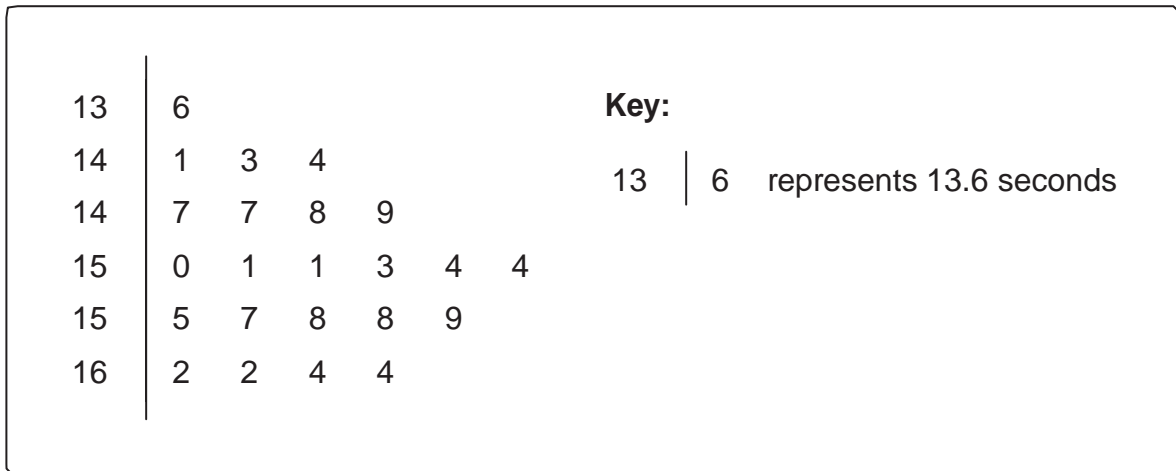 13 | 6 Key:
14 | 1 3 4
13 | 6 represents 13.6 seconds
14 | 7 7 8 9
15 | 0 1 1 3 4 4
15 | 5 7 8 8 9
16 | 2 2 4 4